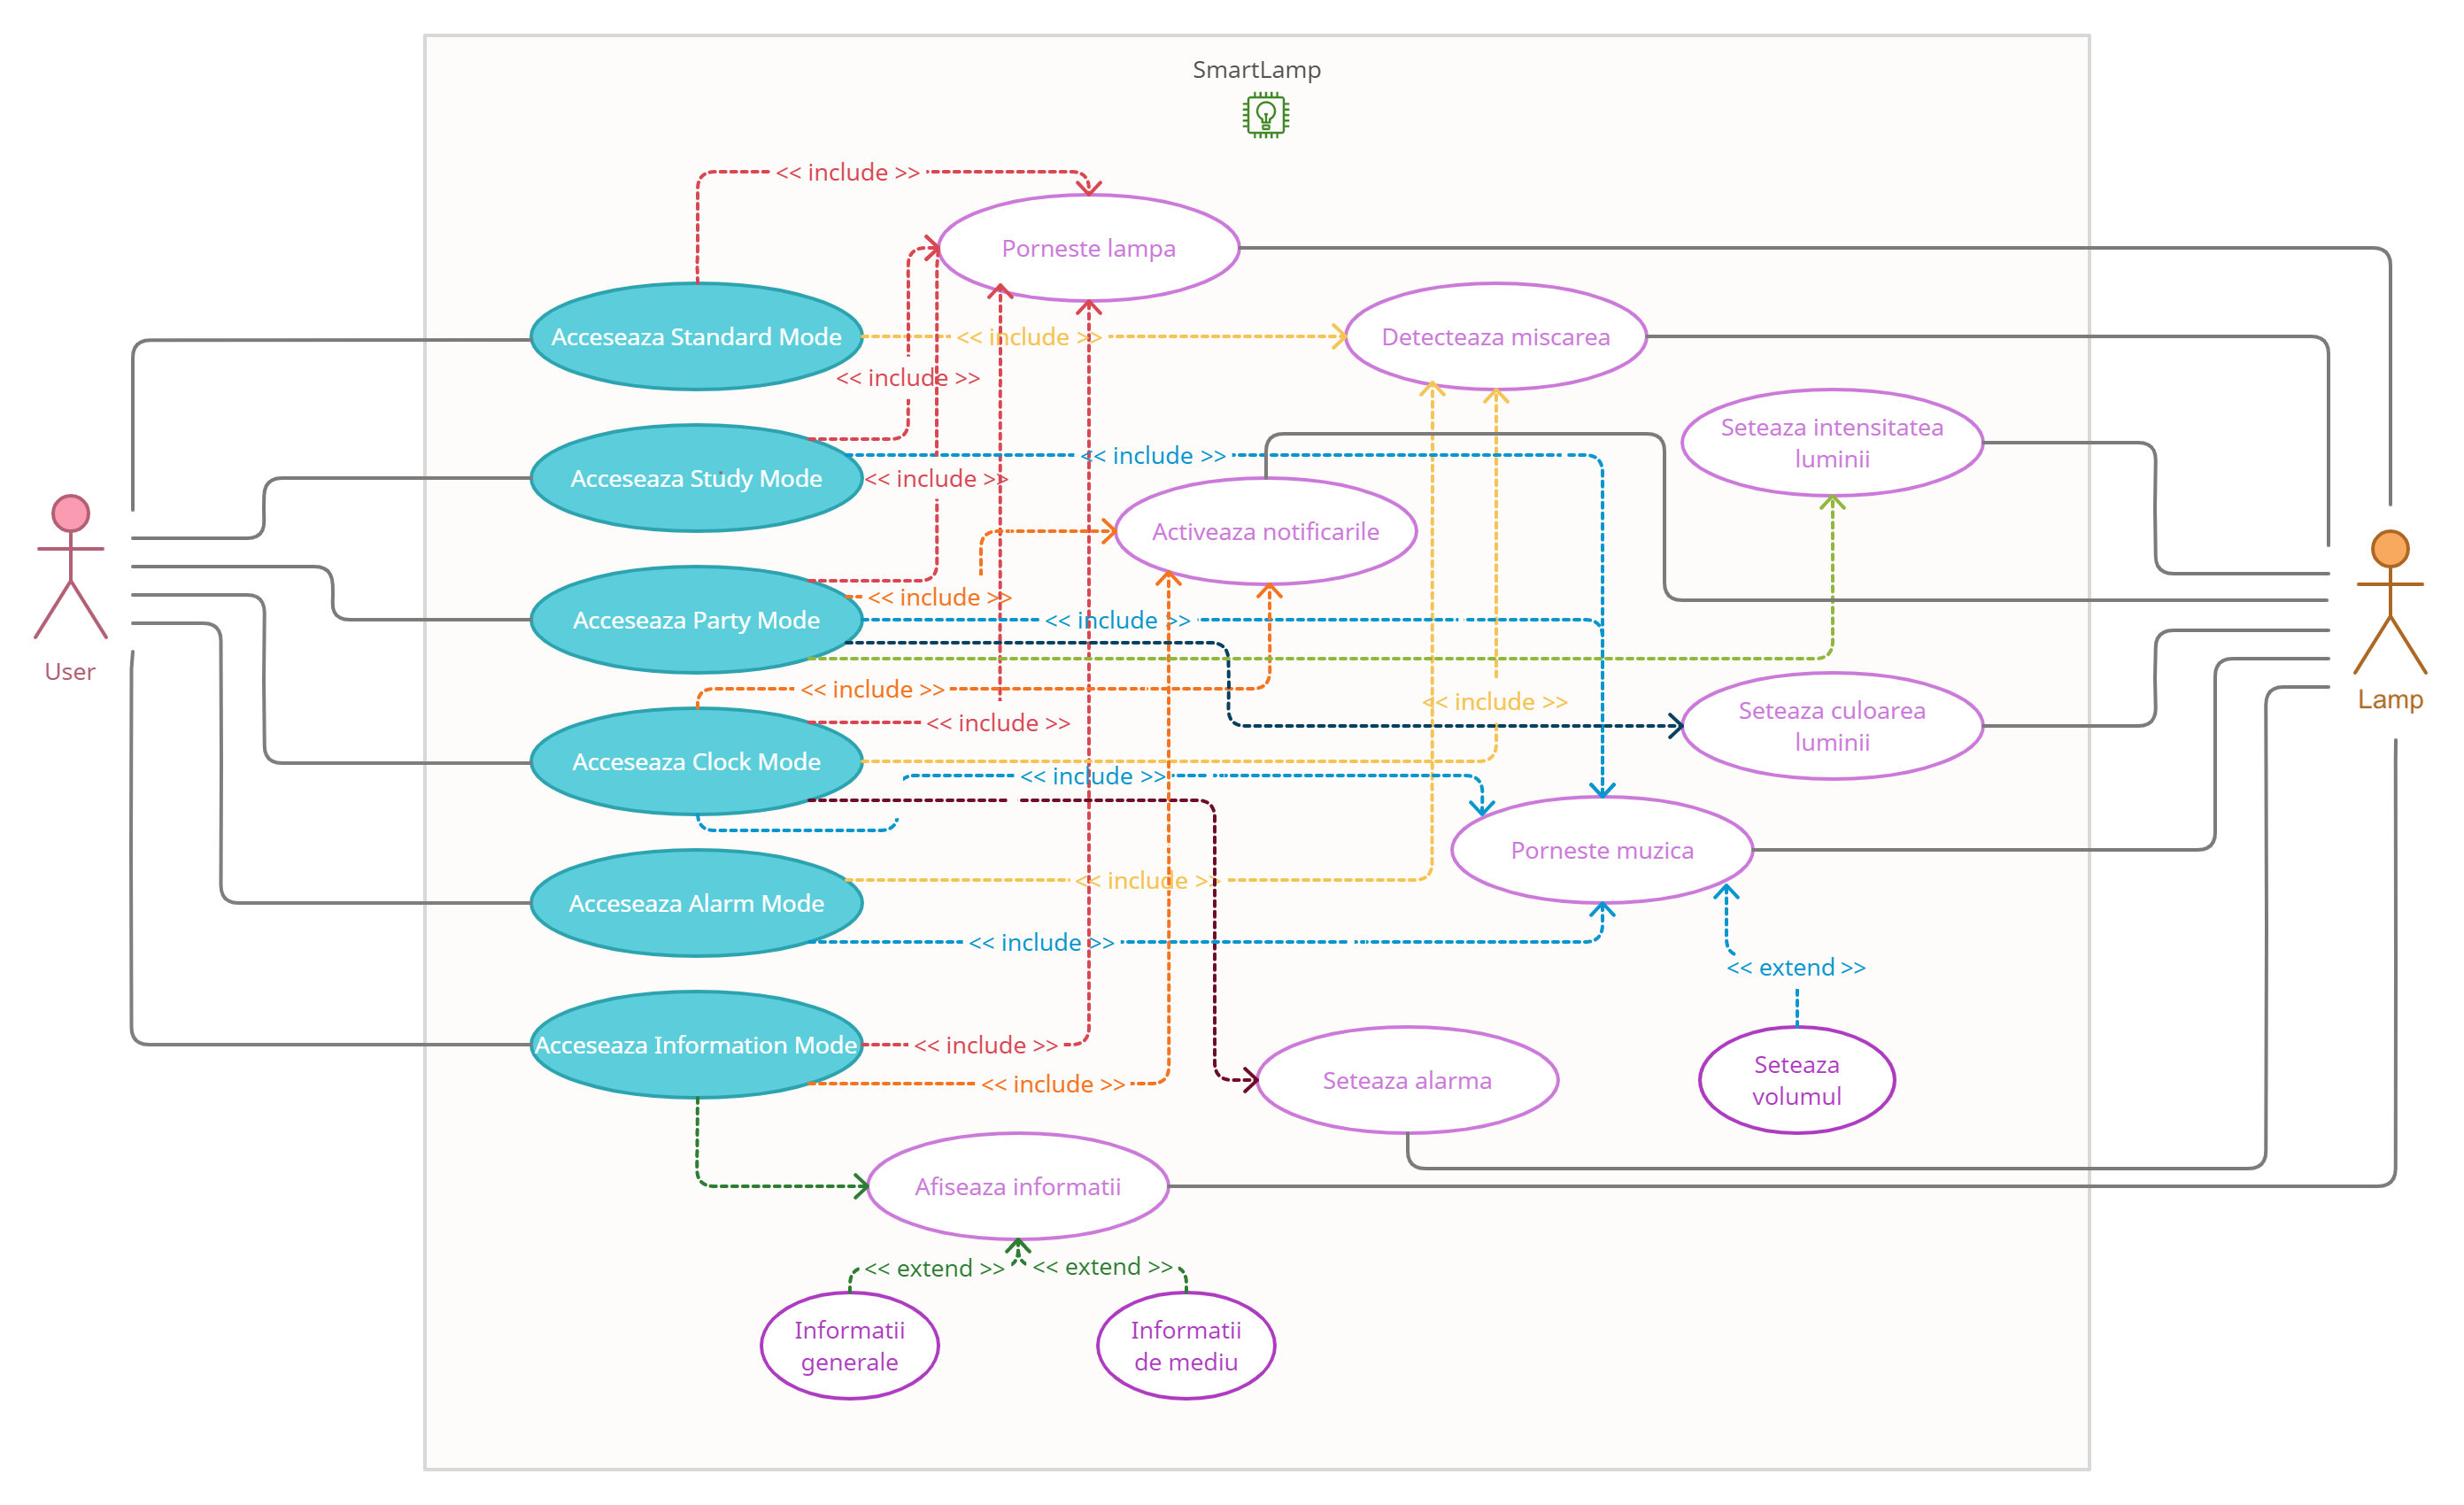 SmartLamp
<< include >>
Porneste lampa
Acceseaza Standard Mode
<< include >>
Detecteaza miscarea
<< include >>
Seteaza intensitatea
luminii
<< include >>
Acceseaza Study Mode
<< include >>
Activeaza notificarile
<< include >>
Acceseaza Party Mode
<< include >>
User
<< include >>
<< include >>
Lamp
Seteaza culoarea
luminii
<< include >>
Acceseaza Clock Mode
<< include >>
Porneste muzica
<< include >>
Acceseaza Alarm Mode
<< include >>
<< extend >>
Acceseaza Information Mode
<< include >>
Seteaza
volumul
<< include >>
Seteaza alarma
Afiseaza informatii
<< extend >>
<< extend >>
Informatii
generale
Informatii
de mediu